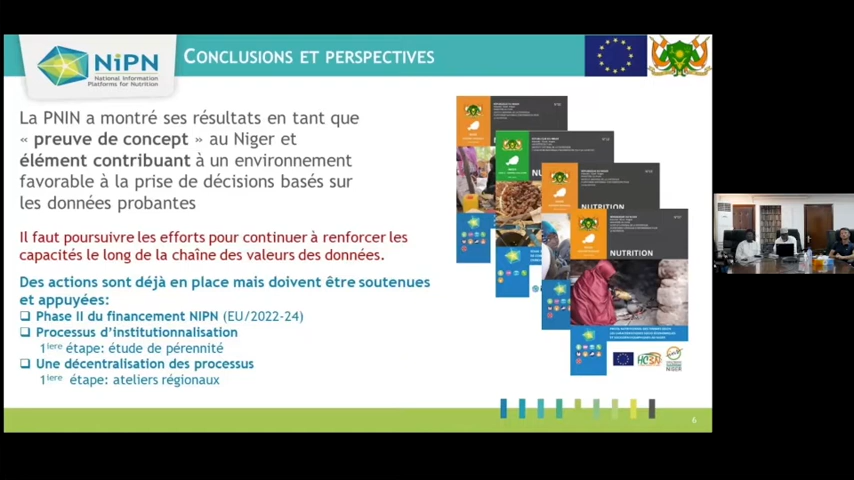 NiPN
National Information
Platforms for Nutrition
CONCLUSIONS ET PERSPECTIVES
La PNIN a montré ses résultats en tant que
« preuve de concept » au Niger et
élément contribuant à un environnement
favorable à la prise de décisions basés sur
les données probantes
Il faut poursuivre les efforts pour continuer à renforcer les
capacités le long de la chaîne des valeurs des données.
Des actions sont déjà en place mais doivent être soutenues
et appuyées:
❑ Phase II du financement NIPN (EU/2022-24)
❑ Processus d'institutionnalisation
1iere étape: étude de pérennité
❑ Une décentralisation des processus
1iere étape: ateliers régionaux
NUTRITION
NUTRITION
6